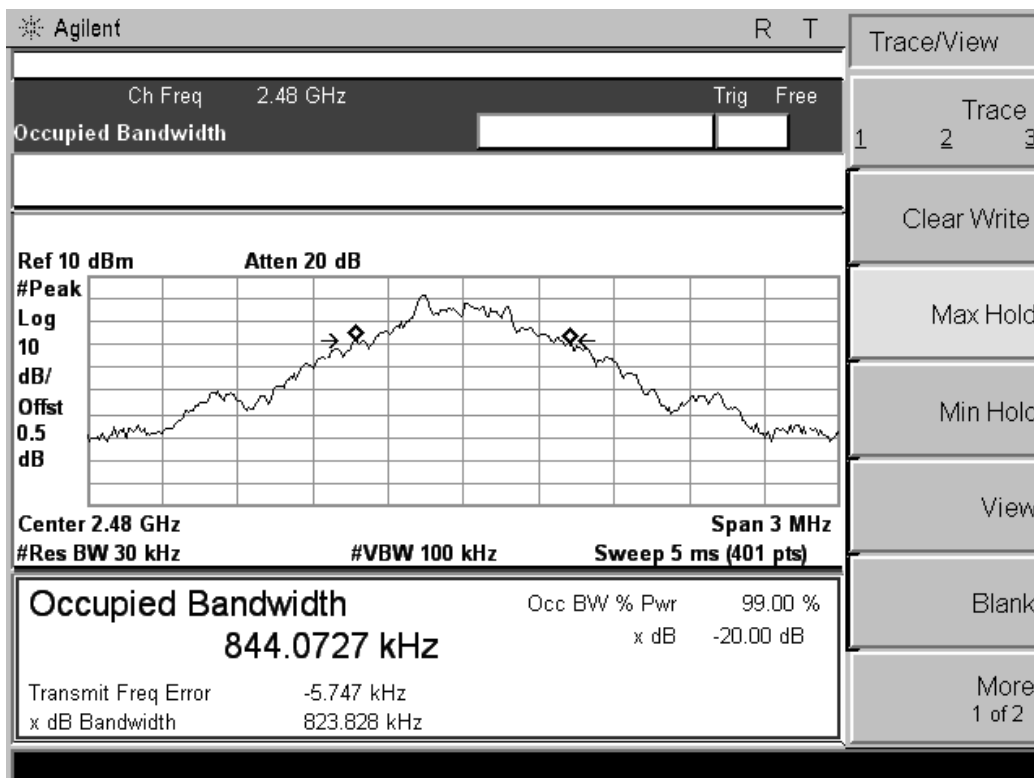 Agilent R T
Ch Freq 2.48 GHz Trig Free
Occupied Bandwidth
Ref 10 dBm Atten 20 dB
#Peak
Log
10
dB/
Offst
0.5
dB
Center 2.48 GHz Span 3 MHz
#Res BW 30 kHz #VBW 100 kHz Sweep 5 ms (401 pts)
Occupied Bandwidth Occ BW % Pwr 99.00 %
844.0727 kHz x dB -20.00 dB
Transmit Freq Error -5.747 kHz
x dB Bandwidth 823.828 kHz
Trace/View
Trace
1 2 3
Clear Write
Max Hold
Min Hold
View
Blank
More
1 of 2